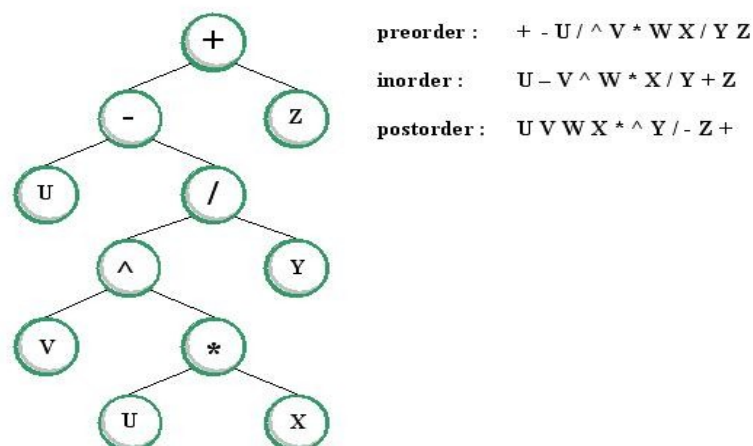 + preorder : + - U / ^ V * W X / Y Z
- Z inorder : U – V ^ W * X / Y + Z
postorder : U V W X * ^ Y / - Z +
U /
^ Y
V *
U X